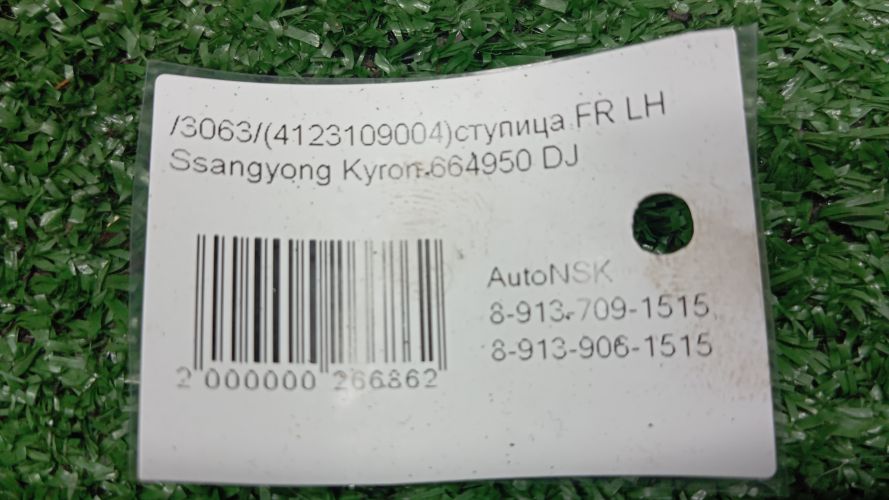 /3063/(4123109004)ступица FR LH
Ssangyong Kyron 664950 DJ
AutoNSK
8-913-709-1515
8-913-906-1515
2 000000 266862